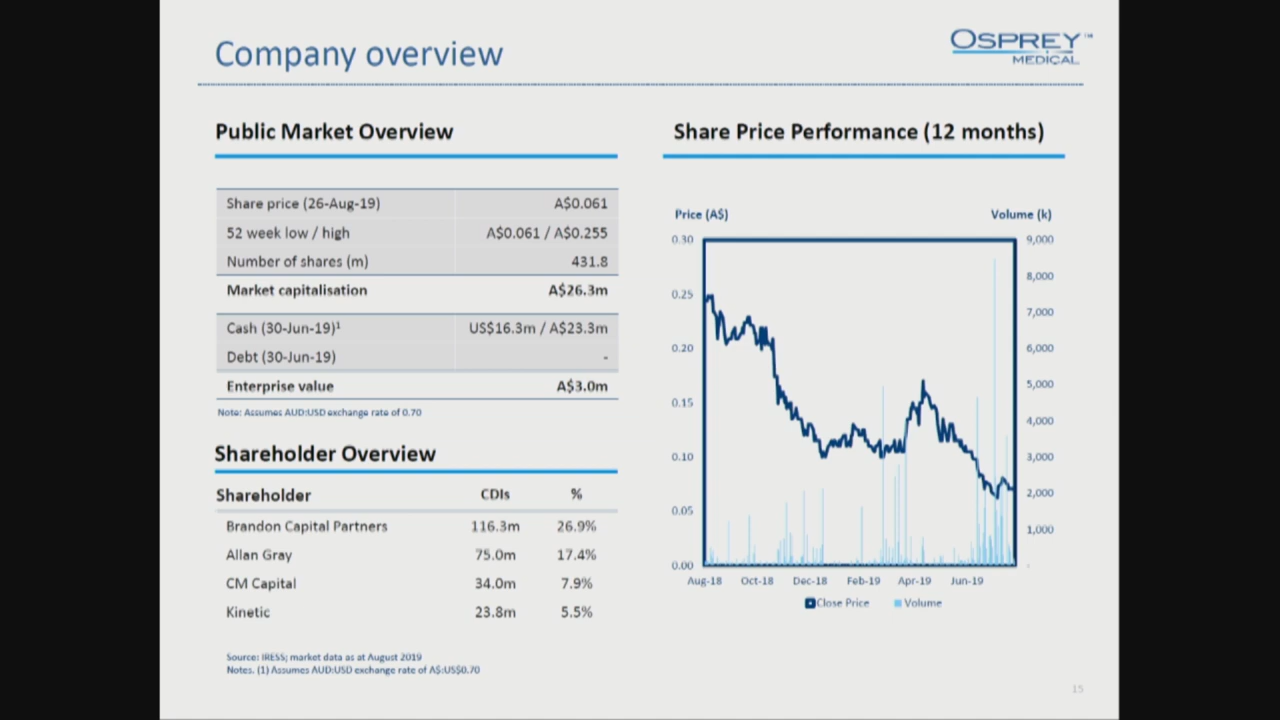 Company overview
OSPREY™
MEDICAL
Public Market Overview
Share price (26-Aug-19) A$0.061
52 week low / high A$0.061 / A$0.255
Number of shares (m) 431.8
Market capitalisation A$26.3m
Cash (30-Jun-19)¹ US$16.3m / A$23.3m
Debt (30-Jun-19) -
Enterprise value A$3.0m
Note: Assumes AUD:USD exchange rate of 0.70
Shareholder Overview
Shareholder CDIs %
Brandon Capital Partners 116.3m 26.9%
Allan Gray 75.0m 17.4%
CM Capital 34.0m 7.9%
Kinetic 23.8m 5.5%
Source: IRESS; market data as at August 2019
Notes. (1) Assumes AUD:USD exchange rate of A$:US$0.70
Share Price Performance (12 months)
Price (A$) Volume (k)
0.30 9,000
8,000
0.25
7,000
0.20 6,000
5,000
0.15
4,000
0.10 3,000
2,000
0.05
1,000
0.00 -
Aug-18 Oct-18 Dec-18 Feb-19 Apr-19 Jun-19
Close Price Volume
15